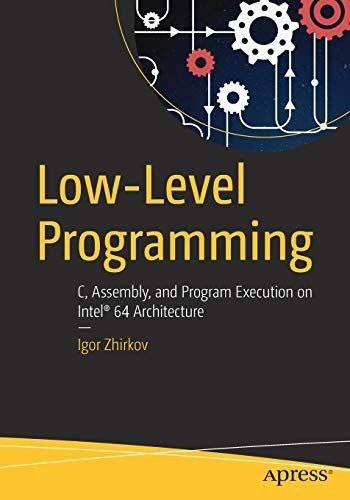 Low-Level
Programming
C, Assembly, and Program Execution on
Intel® 64 Architecture
—
Igor Zhirkov
Apress®